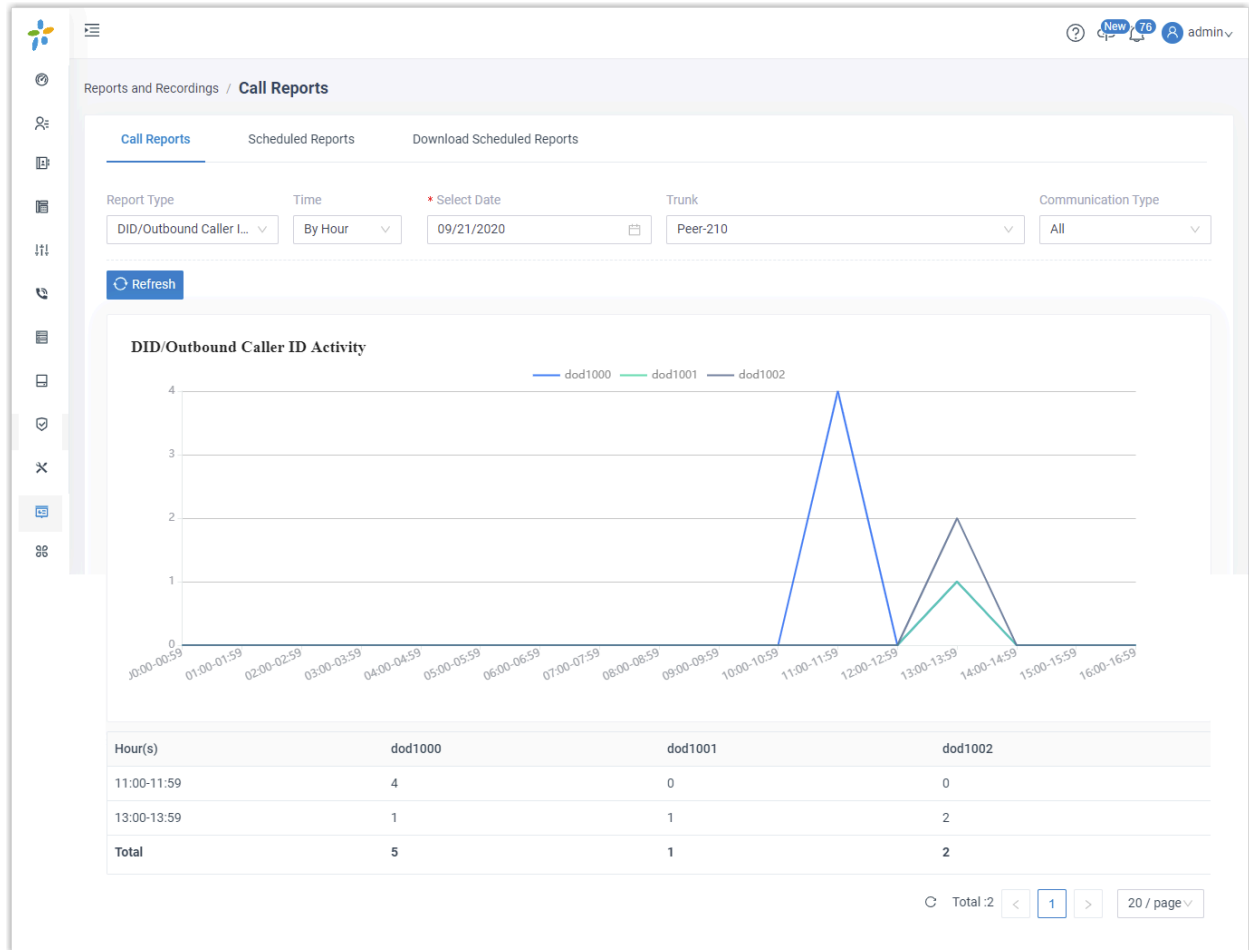 New 76 admin
Reports and Recordings / Call Reports
Call Reports Scheduled Reports Download Scheduled Reports
Report Type Time * Select Date Trunk Communication Type
DID/Outbound Caller I... By Hour 09/21/2020 Peer-210 All
Refresh
DID/Outbound Caller ID Activity
dod1000 dod1001 dod1002
4
3
2
1
0
00:00-00:59 01:00-01:59 02:00-02:59 03:00-03:59 04:00-04:59 05:00-05:59 06:00-06:59 07:00-07:59 08:00-08:59 09:00-09:59 10:00-10:59 11:00-11:59 12:00-12:59 13:00-13:59 14:00-14:59 15:00-15:59 16:00-16:59
Hour(s) dod1000 dod1001 dod1002
11:00-11:59 4 0 0
13:00-13:59 1 1 2
Total 5 1 2
Total :2 < 1 > 20 / page